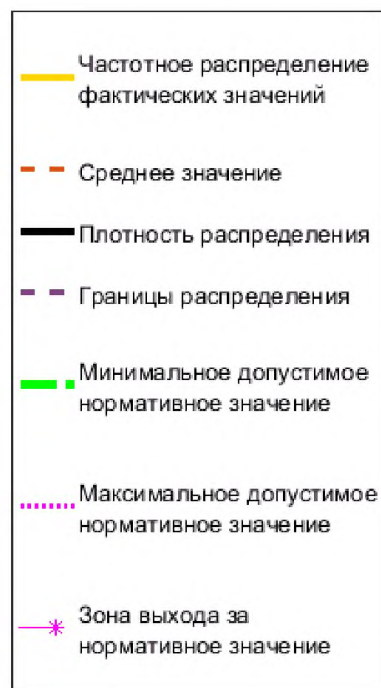 Частотное распределение
фактических значений
Среднее значение
Плотность распределения
Границы распределения
Минимальное допустимое
нормативное значение
Максимальное допустимое
нормативное значение
Зона выхода за
нормативное значение